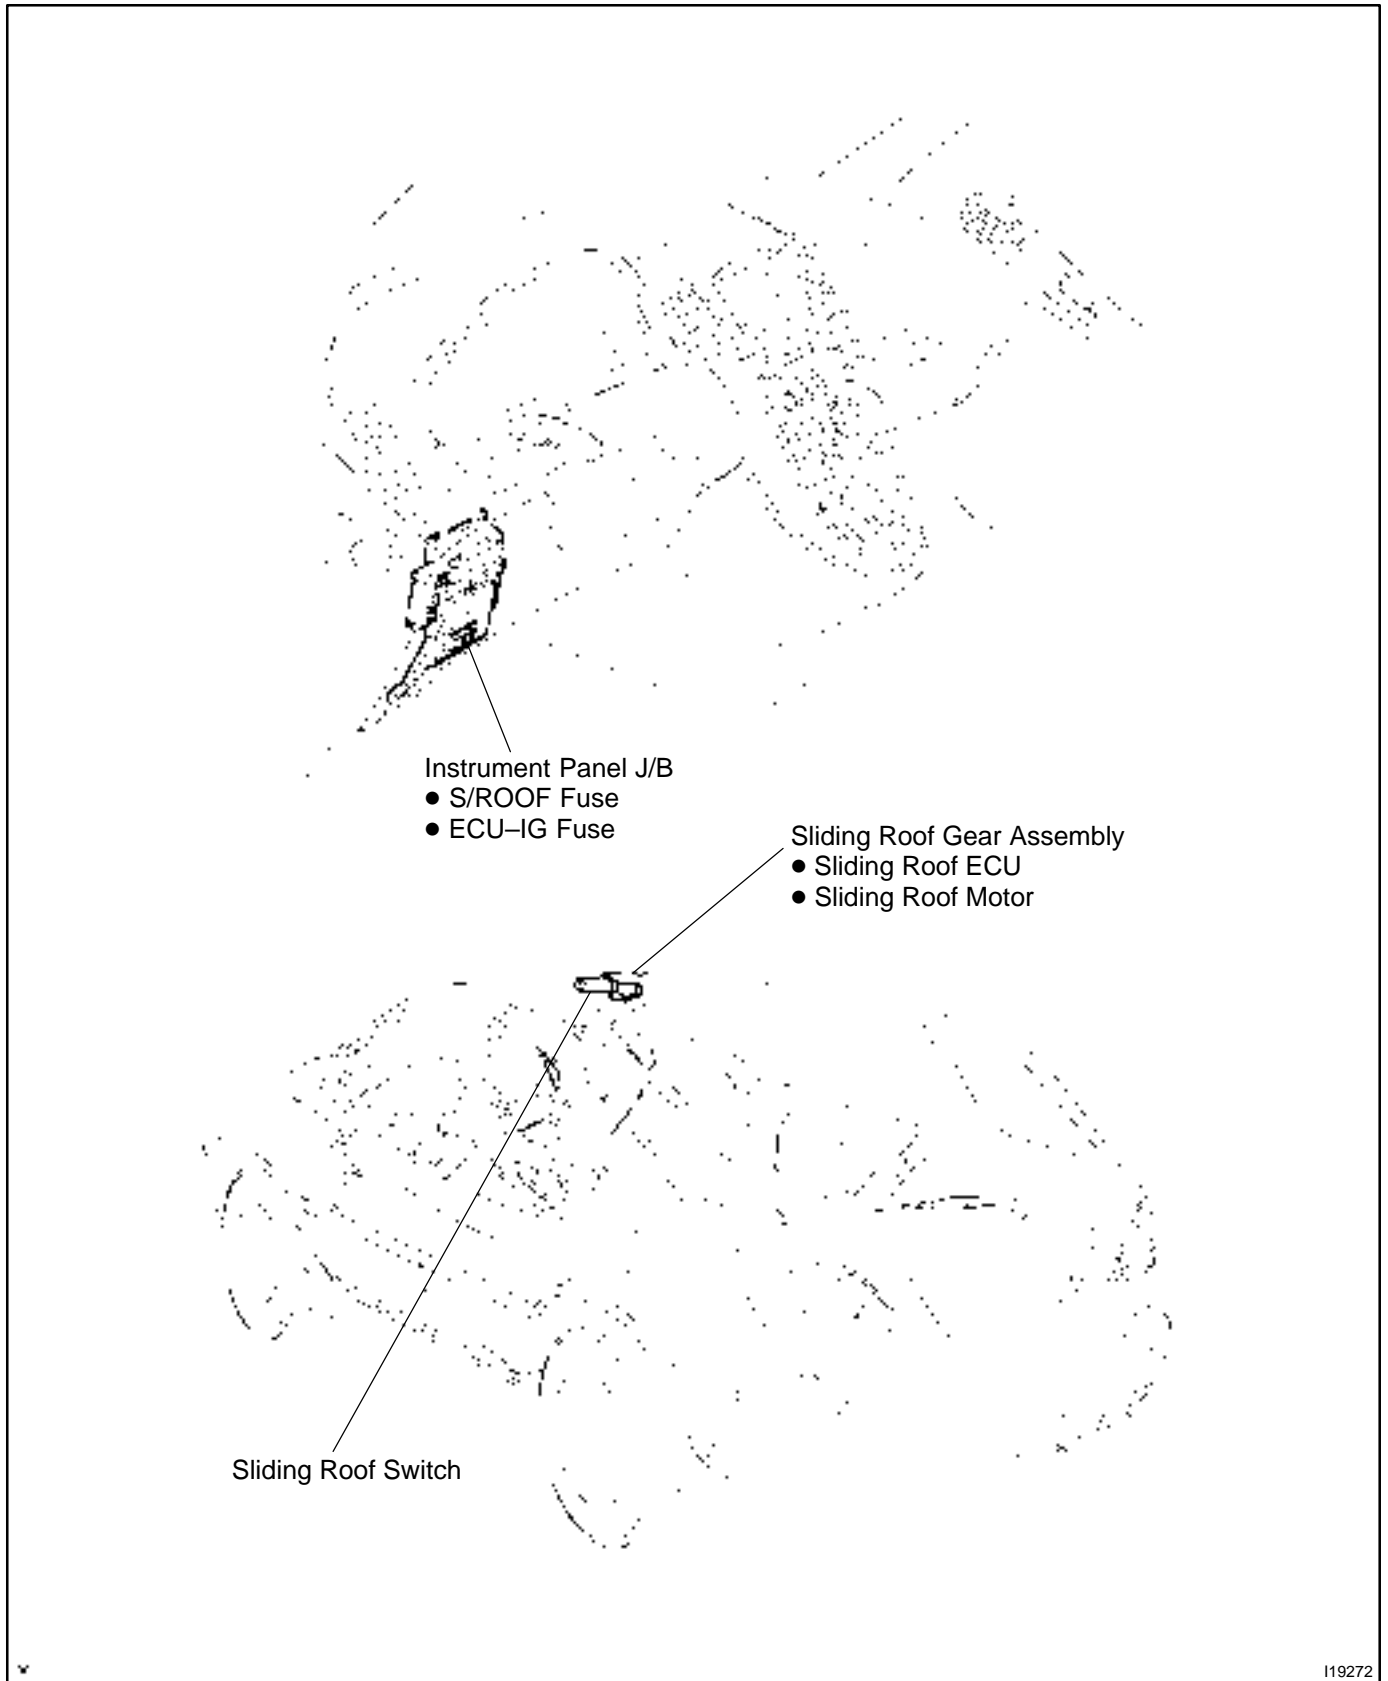 Instrument Panel J/B
● S/ROOF Fuse
● ECU–IG Fuse
Sliding Roof Gear Assembly
● Sliding Roof ECU
● Sliding Roof Motor
Sliding Roof Switch
I19272